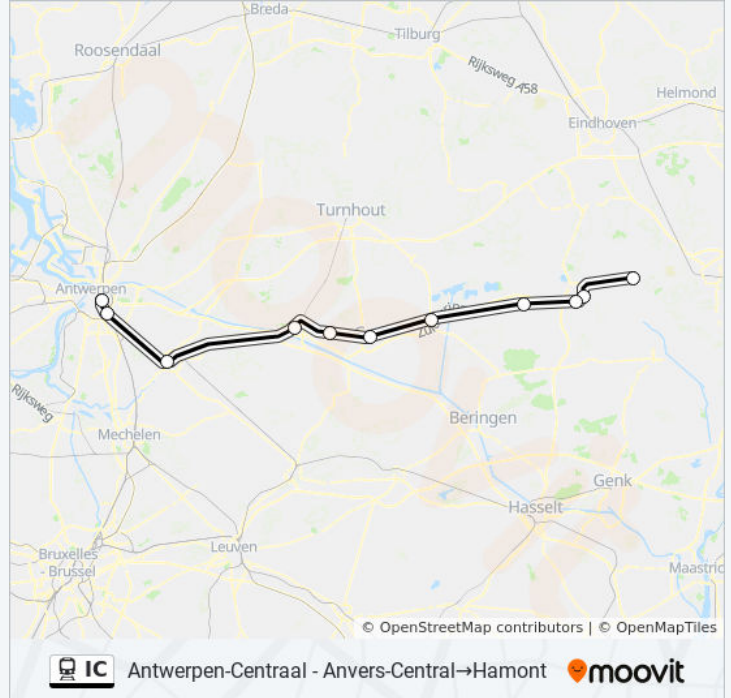 Breda
Roosendaal
Tilburg
Rijksweg A58
Helmond
Eindhoven
Turnhout
Antwerpen
Rijksweg
Beringen
Mechelen
Genk
Hasselt
Leuven
Bruxelles
- Brussel
Maastric
© OpenStreetMap contributors | © OpenMapTiles
IC Antwerpen-Centraal - Anvers-Central→Hamont moovit